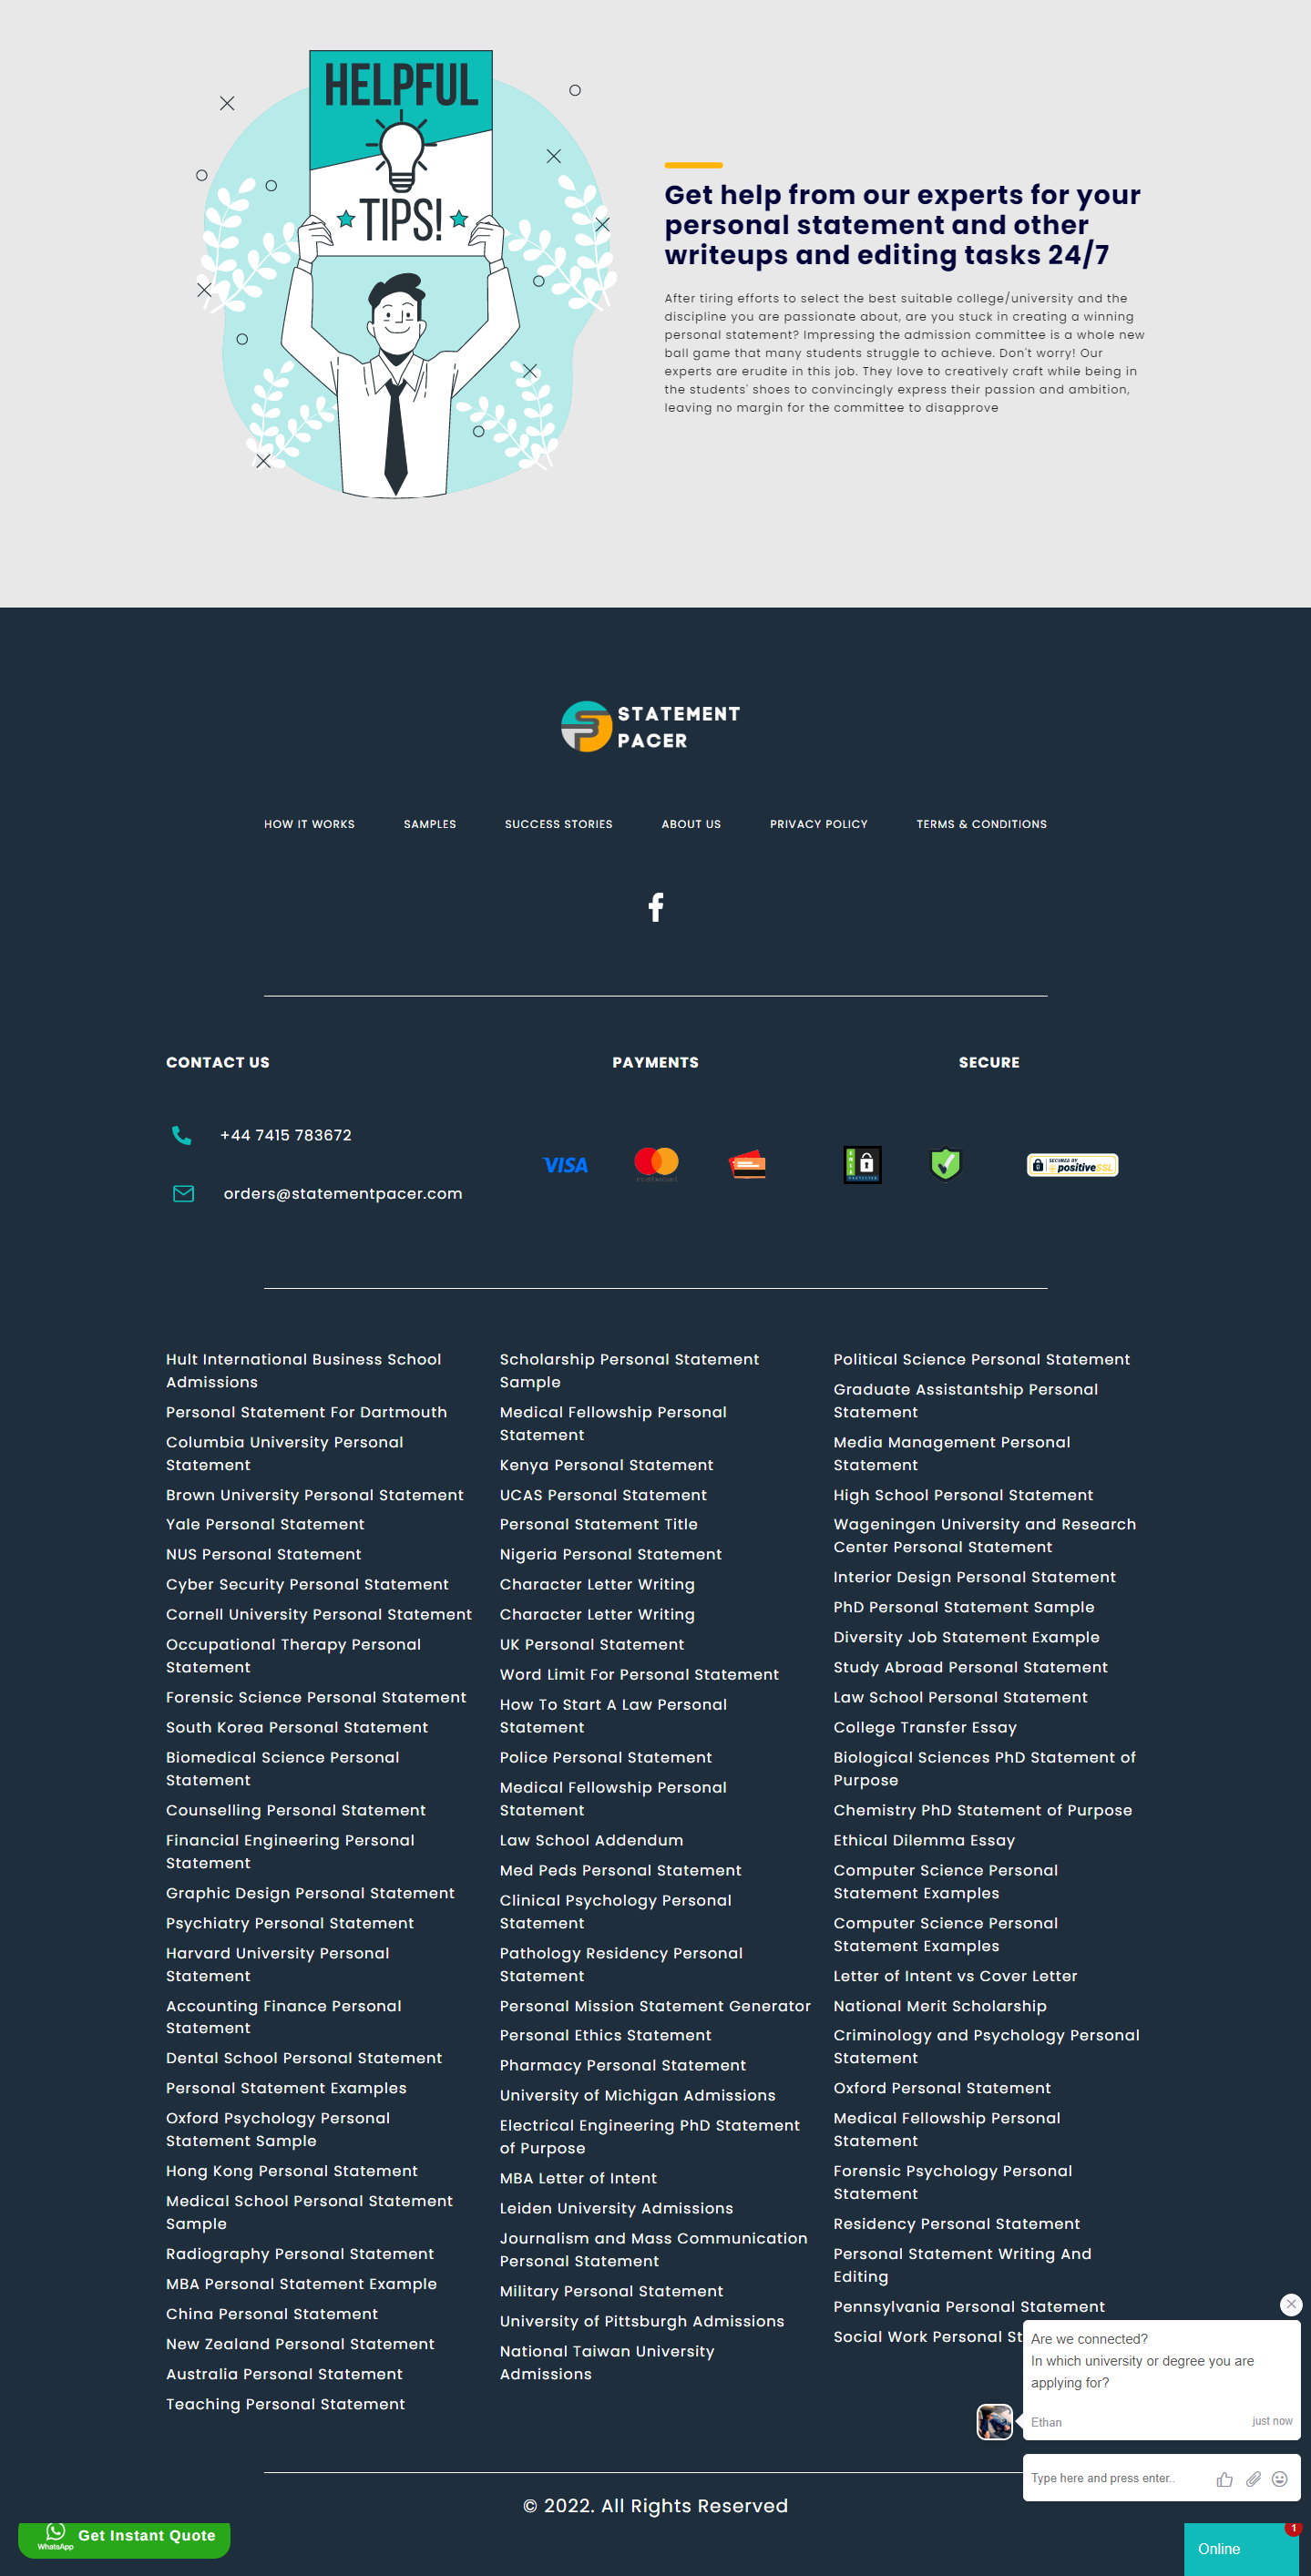 HELPFUL
TIPS!
Get help from our experts for your
personal statement and other
writeups and editing tasks 24/7
After tiring efforts to select the best suitable college/university and the
discipline you are passionate about, are you stuck in creating a winning
personal statement? Impressing the admission committee is a whole new
ball game that many students struggle to achieve. Don't worry! Our
experts are erudite in this job. They love to creatively craft while being in
the students' shoes to convincingly express their passion and ambition,
leaving no margin for the committee to disapprove
STATEMENT
PACER
HOW IT WORKS
SAMPLES
SUCCESS STORIES
ABOUT US
PRIVACY POLICY
TERMS & CONDITIONS
CONTACT US
+44 7415 783672
orders@statementpacer.com
PAYMENTS
VISA
SECURE
SECURED BY
positiveSSL
Hult International Business School
Admissions
Personal Statement For Dartmouth
Columbia University Personal
Statement
Brown University Personal Statement
Yale Personal Statement
NUS Personal Statement
Cyber Security Personal Statement
Cornell University Personal Statement
Occupational Therapy Personal
Statement
Forensic Science Personal Statement
South Korea Personal Statement
Biomedical Science Personal
Statement
Counselling Personal Statement
Financial Engineering Personal
Statement
Graphic Design Personal Statement
Psychiatry Personal Statement
Harvard University Personal
Statement
Accounting Finance Personal
Statement
Dental School Personal Statement
Personal Statement Examples
Oxford Psychology Personal
Statement Sample
Hong Kong Personal Statement
Medical School Personal Statement
Sample
Radiography Personal Statement
MBA Personal Statement Example
China Personal Statement
New Zealand Personal Statement
Australia Personal Statement
Teaching Personal Statement
Scholarship Personal Statement
Sample
Medical Fellowship Personal
Statement
Kenya Personal Statement
UCAS Personal Statement
Personal Statement Title
Nigeria Personal Statement
Character Letter Writing
Character Letter Writing
UK Personal Statement
Word Limit For Personal Statement
How To Start A Law Personal
Statement
Police Personal Statement
Medical Fellowship Personal
Statement
Law School Addendum
Med Peds Personal Statement
Clinical Psychology Personal
Statement
Pathology Residency Personal
Statement
Personal Mission Statement Generator
Personal Ethics Statement
Pharmacy Personal Statement
University of Michigan Admissions
Electrical Engineering PhD Statement
of Purpose
MBA Letter of Intent
Leiden University Admissions
Journalism and Mass Communication
Personal Statement
Military Personal Statement
University of Pittsburgh Admissions
National Taiwan University
Admissions
Political Science Personal Statement
Graduate Assistantship Personal
Statement
Media Management Personal
Statement
High School Personal Statement
Wageningen University and Research
Center Personal Statement
Interior Design Personal Statement
PhD Personal Statement Sample
Diversity Job Statement Example
Study Abroad Personal Statement
Law School Personal Statement
College Transfer Essay
Biological Sciences PhD Statement of
Purpose
Chemistry PhD Statement of Purpose
Ethical Dilemma Essay
Computer Science Personal
Statement Examples
Computer Science Personal
Statement Examples
Letter of Intent vs Cover Letter
National Merit Scholarship
Criminology and Psychology Personal
Statement
Oxford Personal Statement
Medical Fellowship Personal
Statement
Forensic Psychology Personal
Statement
Residency Personal Statement
Personal Statement Writing And
Editing
Pennsylvania Personal Statement
Social Work Personal St
Are we connected?
In which university or degree you are
applying for?
Ethan
just now
Type here and press enter..
© 2022. All Rights Reserved
WhatsApp
Get Instant Quote
1
Online